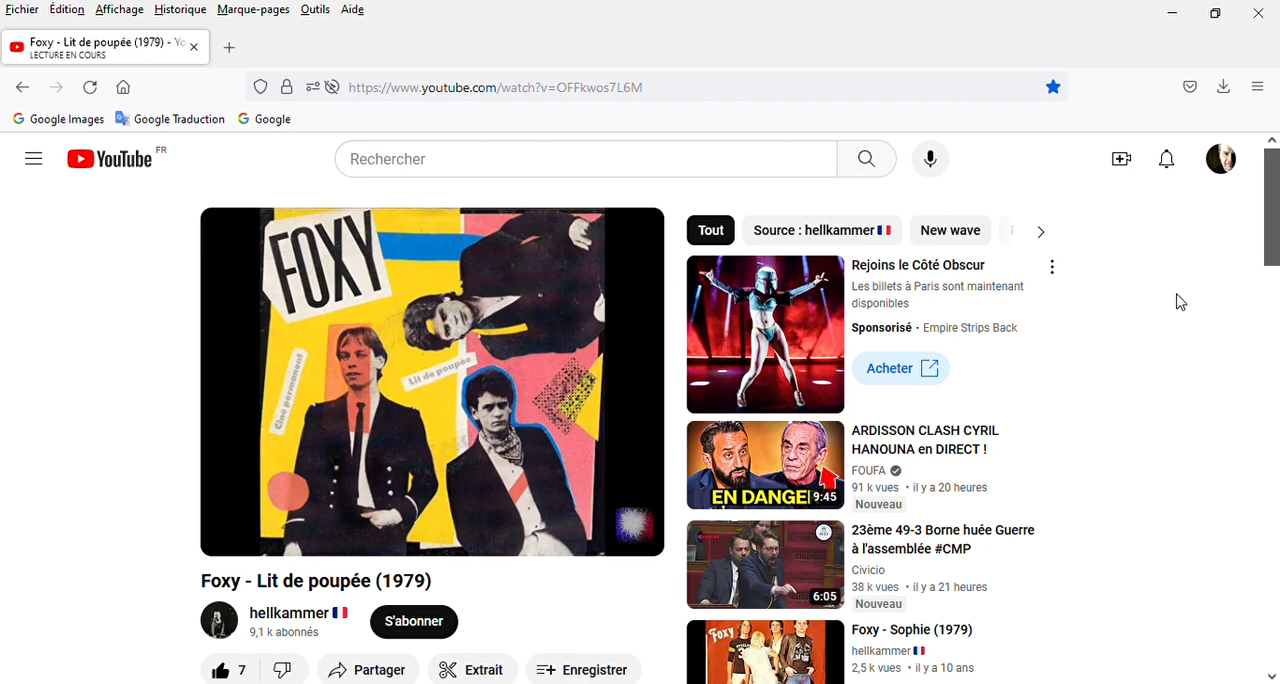 Fichier Édition Affichage Historique Marque-pages Outils Aide
Foxy - Lit de poupée (1979) - Yo
LECTURE EN COURS
https://www.youtube.com/watch?v=OFFkwos7L6M
Google Images Google Traduction Google
YouTube FR
Rechercher
FOXY
Ciné permanent
Lit de poupée
Foxy - Lit de poupée (1979)
hellkammer
9,1 k abonnés
S'abonner
7 Partager Extrait Enregistrer
Tout Source : hellkammer New wave
Rejoins le Côté Obscur
Les billets à Paris sont maintenant
disponibles
Sponsorisé · Empire Strips Back
Acheter
EN DANGE 9:45
ARDISSON CLASH CYRIL
HANOUNA en DIRECT !
FOUFA
91 k vues • il y a 20 heures
Nouveau
6:05
23ème 49-3 Borne huée Guerre
à l'assemblée #CMP
Civicio
38 k vues • il y a 21 heures
Nouveau
Foxy
Foxy - Sophie (1979)
hellkammer
2,5 k vues • il y a 10 ans